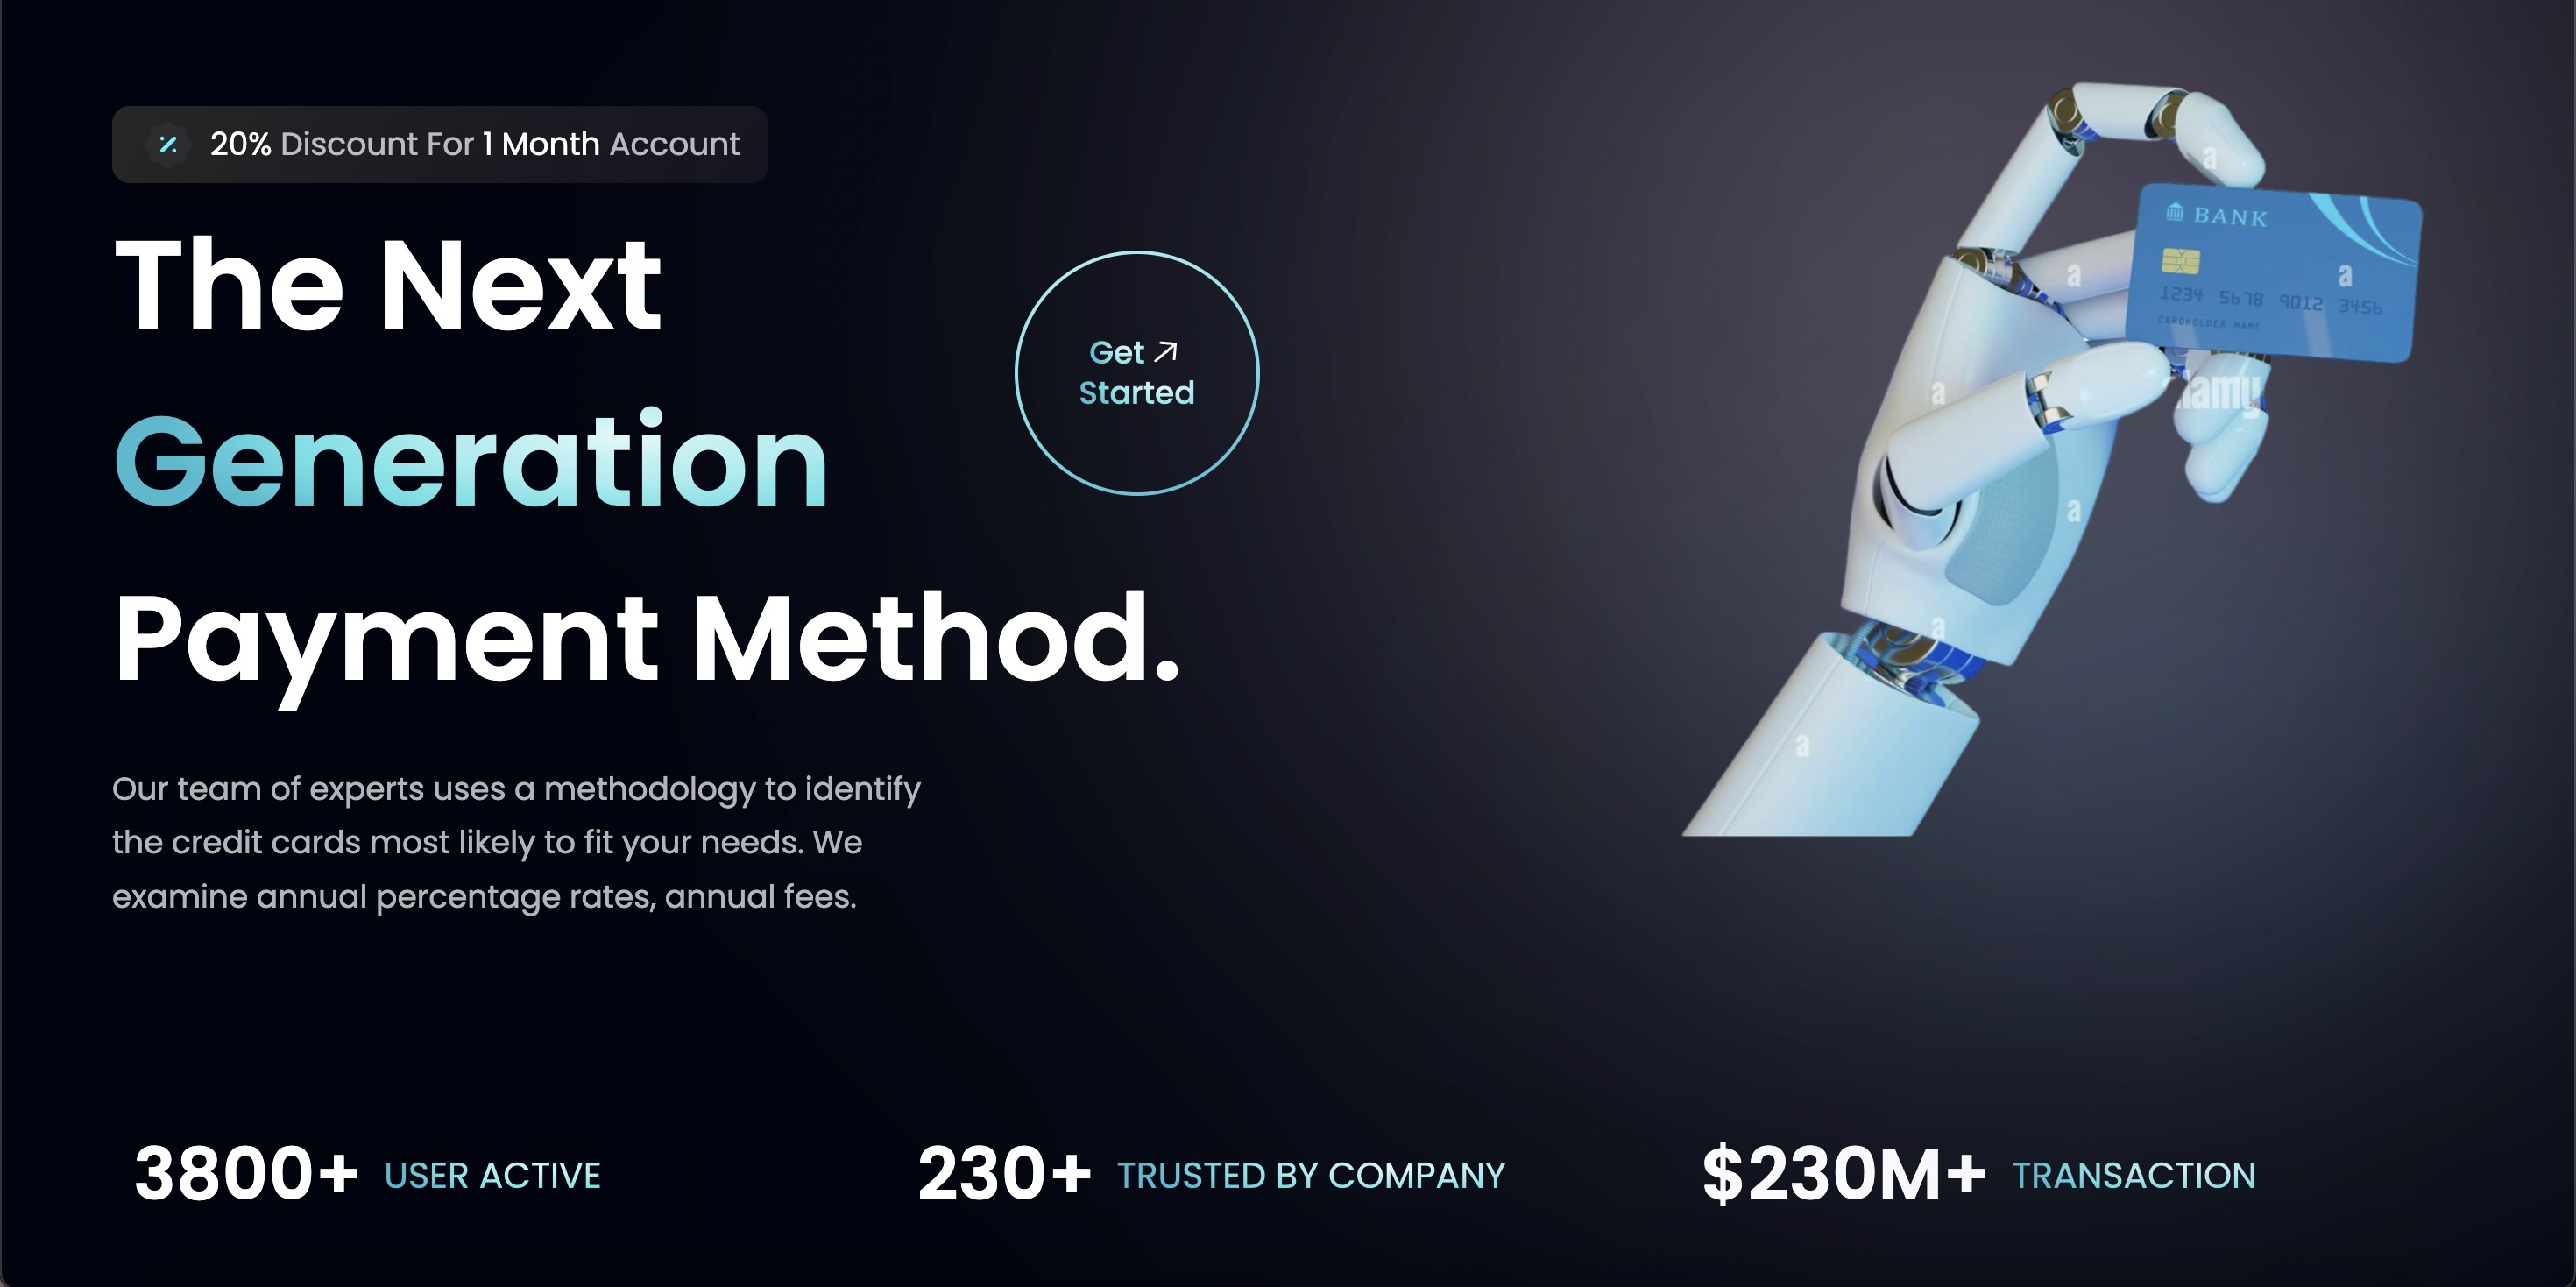 20% Discount For 1 Month Account
The Next
Generation
Payment Method.
Get
Started
Our team of experts uses a methodology to identify
the credit cards most likely to fit your needs. We
examine annual percentage rates, annual fees.
BANK
1234 5678 9012 3456
CARDHOLDER NAME
a
a
a
a
a
a
a
alamy
3800+ USER ACTIVE
230+ TRUSTED BY COMPANY
$230M+ TRANSACTION